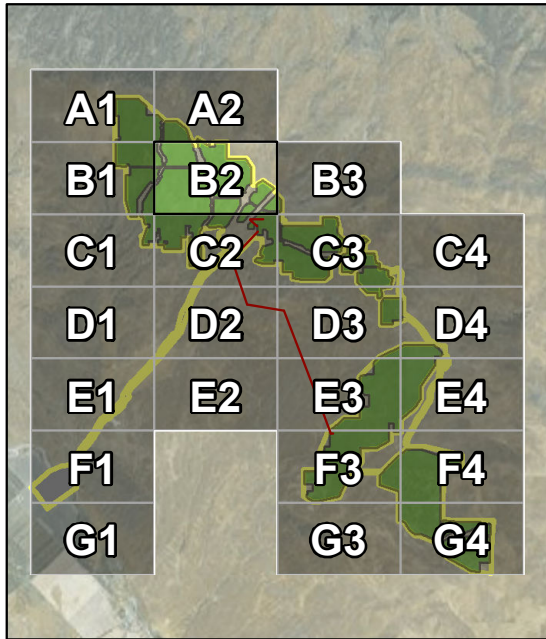 A1 A2
B1 B2 B3
C1 C2 C3 C4
D1 D2 D3 D4
E1 E2 E3 E4
F1 F3 F4
G1 G3 G4